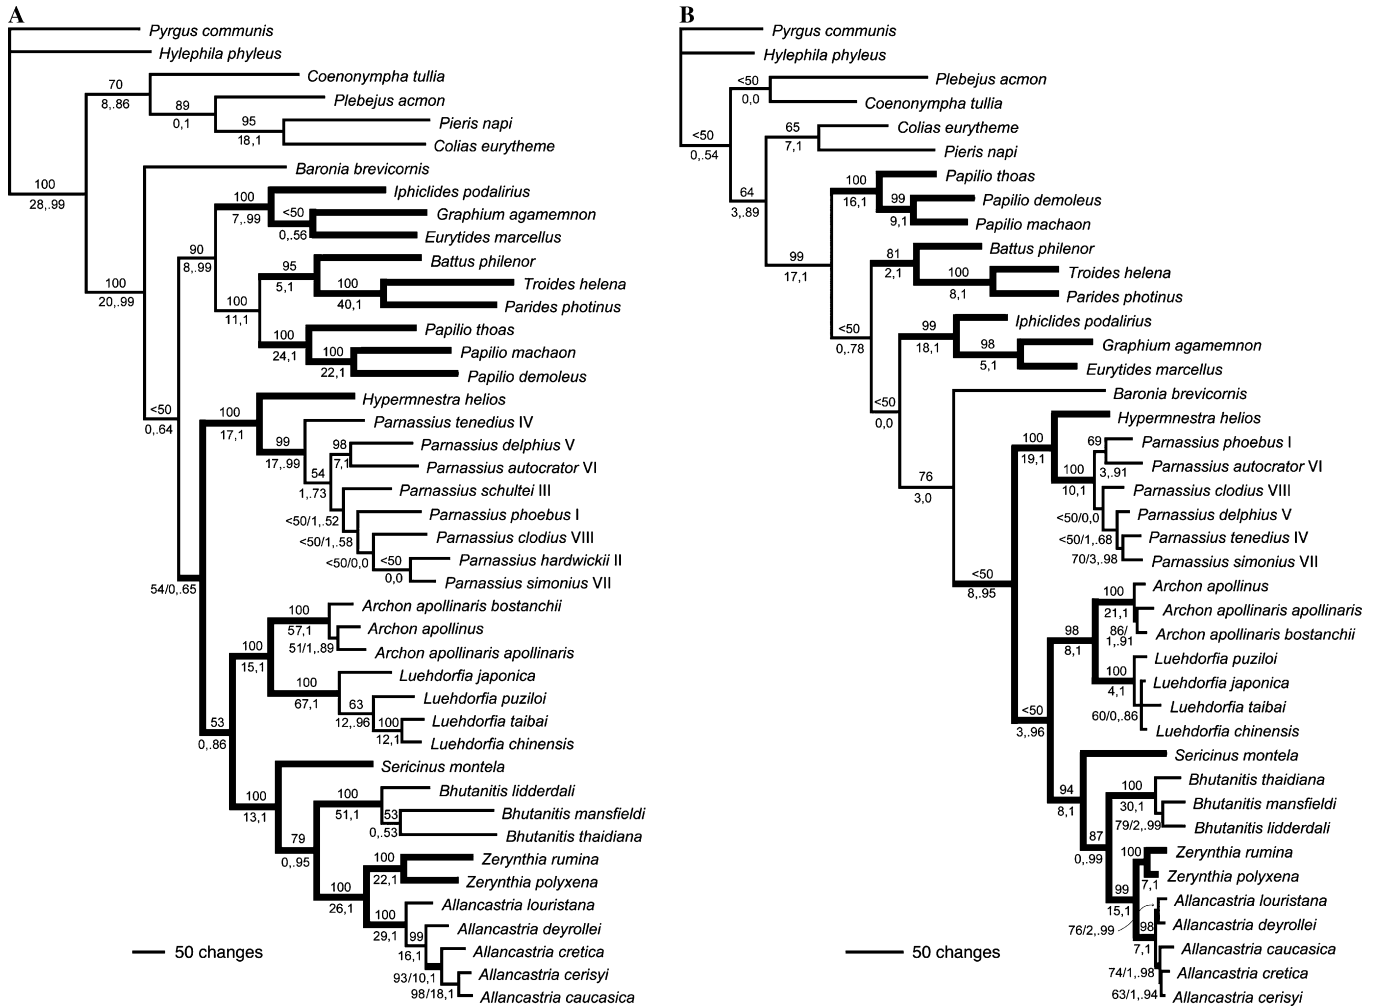 A
Pyrgus communis
Hylephila phyleus
Coenonympha tullia
70
8,.86
Plebejus acmon
89
0,1
Pieris napi
95
18,1
Colias eurytheme
100
28,.99
Baronia brevicornis
Iphiclides podalirius
100
7,.99
Graphium agamemnon
<50
0,.56
Eurytides marcellus
90
8,.99
Battus philenor
95
5,1
Troides helena
100
40,1
Parides photinus
100
20,.99
100
11,1
Papilio thoas
100
24,1
Papilio machaon
100
22,1
Papilio demoleus
Hypermnestra helios
<50
0,.64
100
17,1
Parnassius tenedius IV
99
17,.99
Parnassius delphius V
98
7,1
Parnassius autocrator VI
54
1,.73
Parnassius schultei III
Parnassius phoebus I
<50/1,.52
Parnassius clodius VIII
<50/1,.58
Parnassius hardwickii II
<50/0,0
<50
0,0
Parnassius simonius VII
54/0,.65
Archon apollinaris bostanchii
100
57,1
Archon apollinus
51/1,.89
Archon apollinaris apollinaris
100
15,1
Luehdorfia japonica
100
67,1
Luehdorfia puziloi
63
12,.96
Luehdorfia taibai
100
12,1
Luehdorfia chinensis
53
0,.86
Sericinus montela
100
13,1
Bhutanitis lidderdali
100
51,1
Bhutanitis mansfieldi
53
0,.53
Bhutanitis thaidiana
79
0,.95
Zerynthia rumina
100
22,1
Zerynthia polyxena
100
26,1
Allancastria louristana
100
29,1
Allancastria deyrollei
99
16,1
Allancastria cretica
93/10,1
Allancastria cerisyi
98/18,1
Allancastria caucasica
50 changes
B
Pyrgus communis
Hylephila phyleus
Plebejus acmon
<50
0,0
Coenonympha tullia
<50
0,.54
Colias eurytheme
65
7,1
Pieris napi
64
3,.89
Papilio thoas
100
16,1
Papilio demoleus
99
9,1
Papilio machaon
99
17,1
Battus philenor
81
2,1
Troides helena
100
8,1
Parides photinus
<50
0,.78
Iphiclides podalirius
99
18,1
Graphium agamemnon
98
5,1
Eurytides marcellus
<50
0,0
Baronia brevicornis
76
3,0
Hypermnestra helios
100
19,1
Parnassius phoebus I
69
3,.91
Parnassius autocrator VI
100
10,1
Parnassius clodius VIII
<50/0,0
Parnassius delphius V
<50/1,.68
Parnassius tenedius IV
70/3,.98
Parnassius simonius VII
<50
8,.95
Archon apollinus
100
21,1
Archon apollinaris apollinaris
86/
1,.91
Archon apollinaris bostanchii
98
8,1
Luehdorfia puziloi
100
4,1
Luehdorfia japonica
Luehdorfia taibai
60/0,.86
Luehdorfia chinensis
<50
3,.96
Sericinus montela
94
8,1
Bhutanitis thaidiana
100
30,1
Bhutanitis mansfieldi
79/2,.99
Bhutanitis lidderdali
87
0,.99
Zerynthia rumina
100
7,1
Zerynthia polyxena
99
15,1
Allancastria louristana
76/2,.99
Allancastria deyrollei
98
7,1
Allancastria caucasica
74/1,.98
Allancastria cretica
63/1,.94
Allancastria cerisyi
50 changes